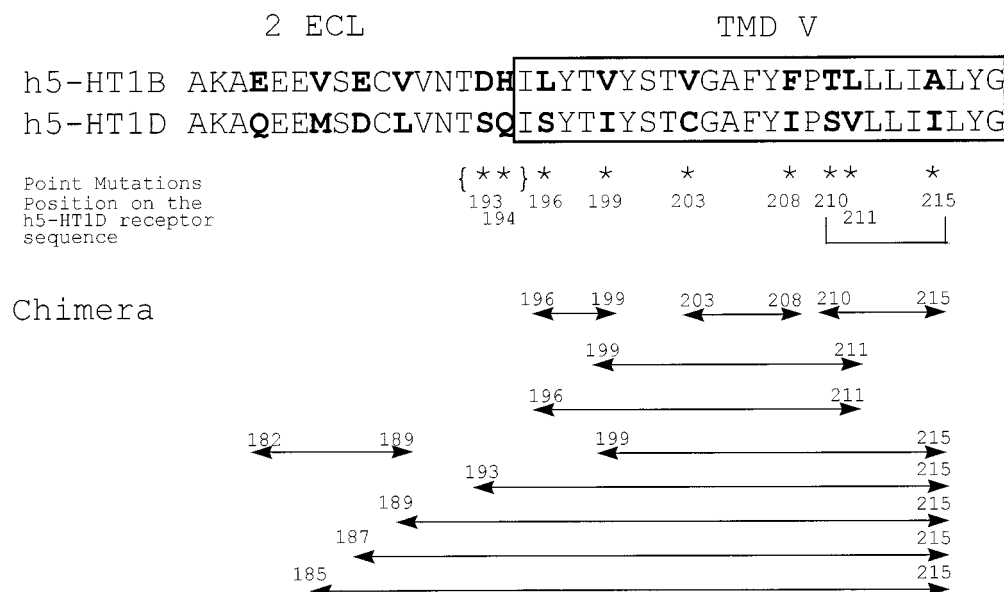 2 ECL TMD V
h5-HT1B AKAEEEVSECVVNTDHILYTVYSTVGAFYFPTLLLIALYG
h5-HT1D AKAQEEMSDCLVNTSQISYTIYSTCGAFYIPSVLLIILYG
Point Mutations { * * } * * * * * * *
Position on the 193 196 199 203 208 210 215
h5-HT1D receptor 194 211
sequence
Chimera 196 199 203 208 210 215
199 211
196 211
182 189 199 215
193 215
189 215
187 215
185 215